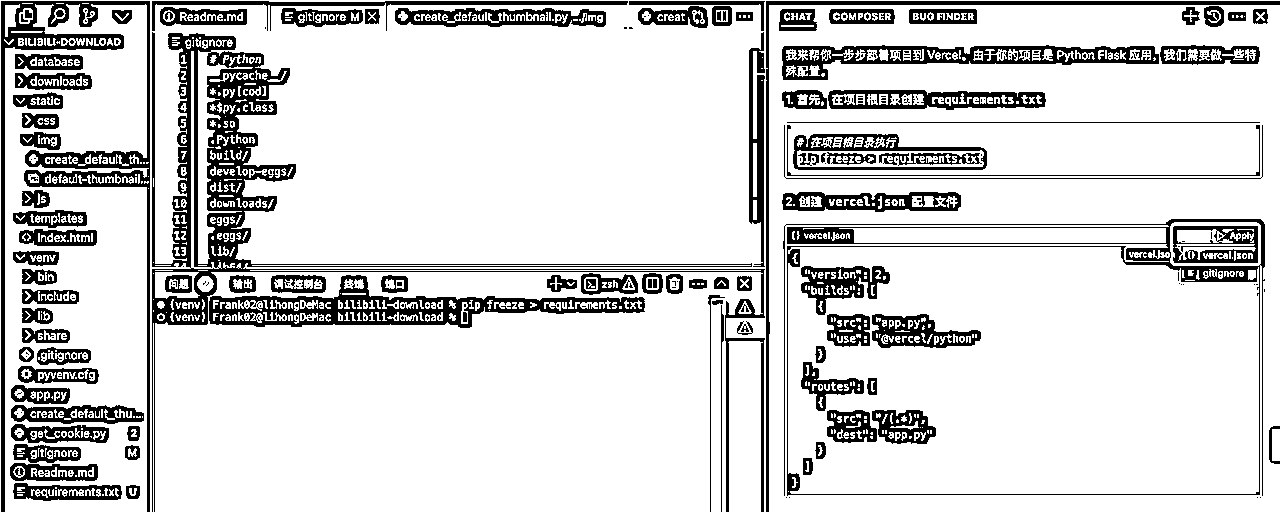 BILIBILI-DOWNLOAD
database
downloads
static
css
img
create_default_th...
default-thumbnail...
js
templates
index.html
venv
bin
include
lib
share
.gitignore
pyvenv.cfg
app.py
create_default_thu...
get_cookie.py 2
gitignore M
Readme.md
requirements.txt U
Readme.md
gitignore M
create_default_thumbnail.py .../img
creat
gitignore
1 # Python
2 __pycache__/
3 *.py[cod]
4 *$py.class
5 *.so
6 .Python
7 build/
8 develop-eggs/
9 dist/
10 downloads/
11 eggs/
12 .eggs/
13 lib/
14 lib64/
问题 输出 调试控制台 终端 端口
zsh
(venv) Frank02@lihongDeMac bilibili-download % pip freeze > requirements.txt
(venv) Frank02@lihongDeMac bilibili-download %
CHAT COMPOSER BUG FINDER
我来帮你一步步部署项目到 Vercel。由于你的项目是 Python Flask 应用，我们需要做一些特
殊配置。
1. 首先，在项目根目录创建 requirements.txt
# 在项目根目录执行
pip freeze > requirements.txt
2. 创建 vercel.json 配置文件
{} vercel.json
Apply
vercel.json
{} vercel.json
gitignore
{
"version": 2,
"builds": [
{
"src": "app.py",
"use": "@vercel/python"
}
],
"routes": [
{
"src": "/(.*)",
"dest": "app.py"
}
]
}